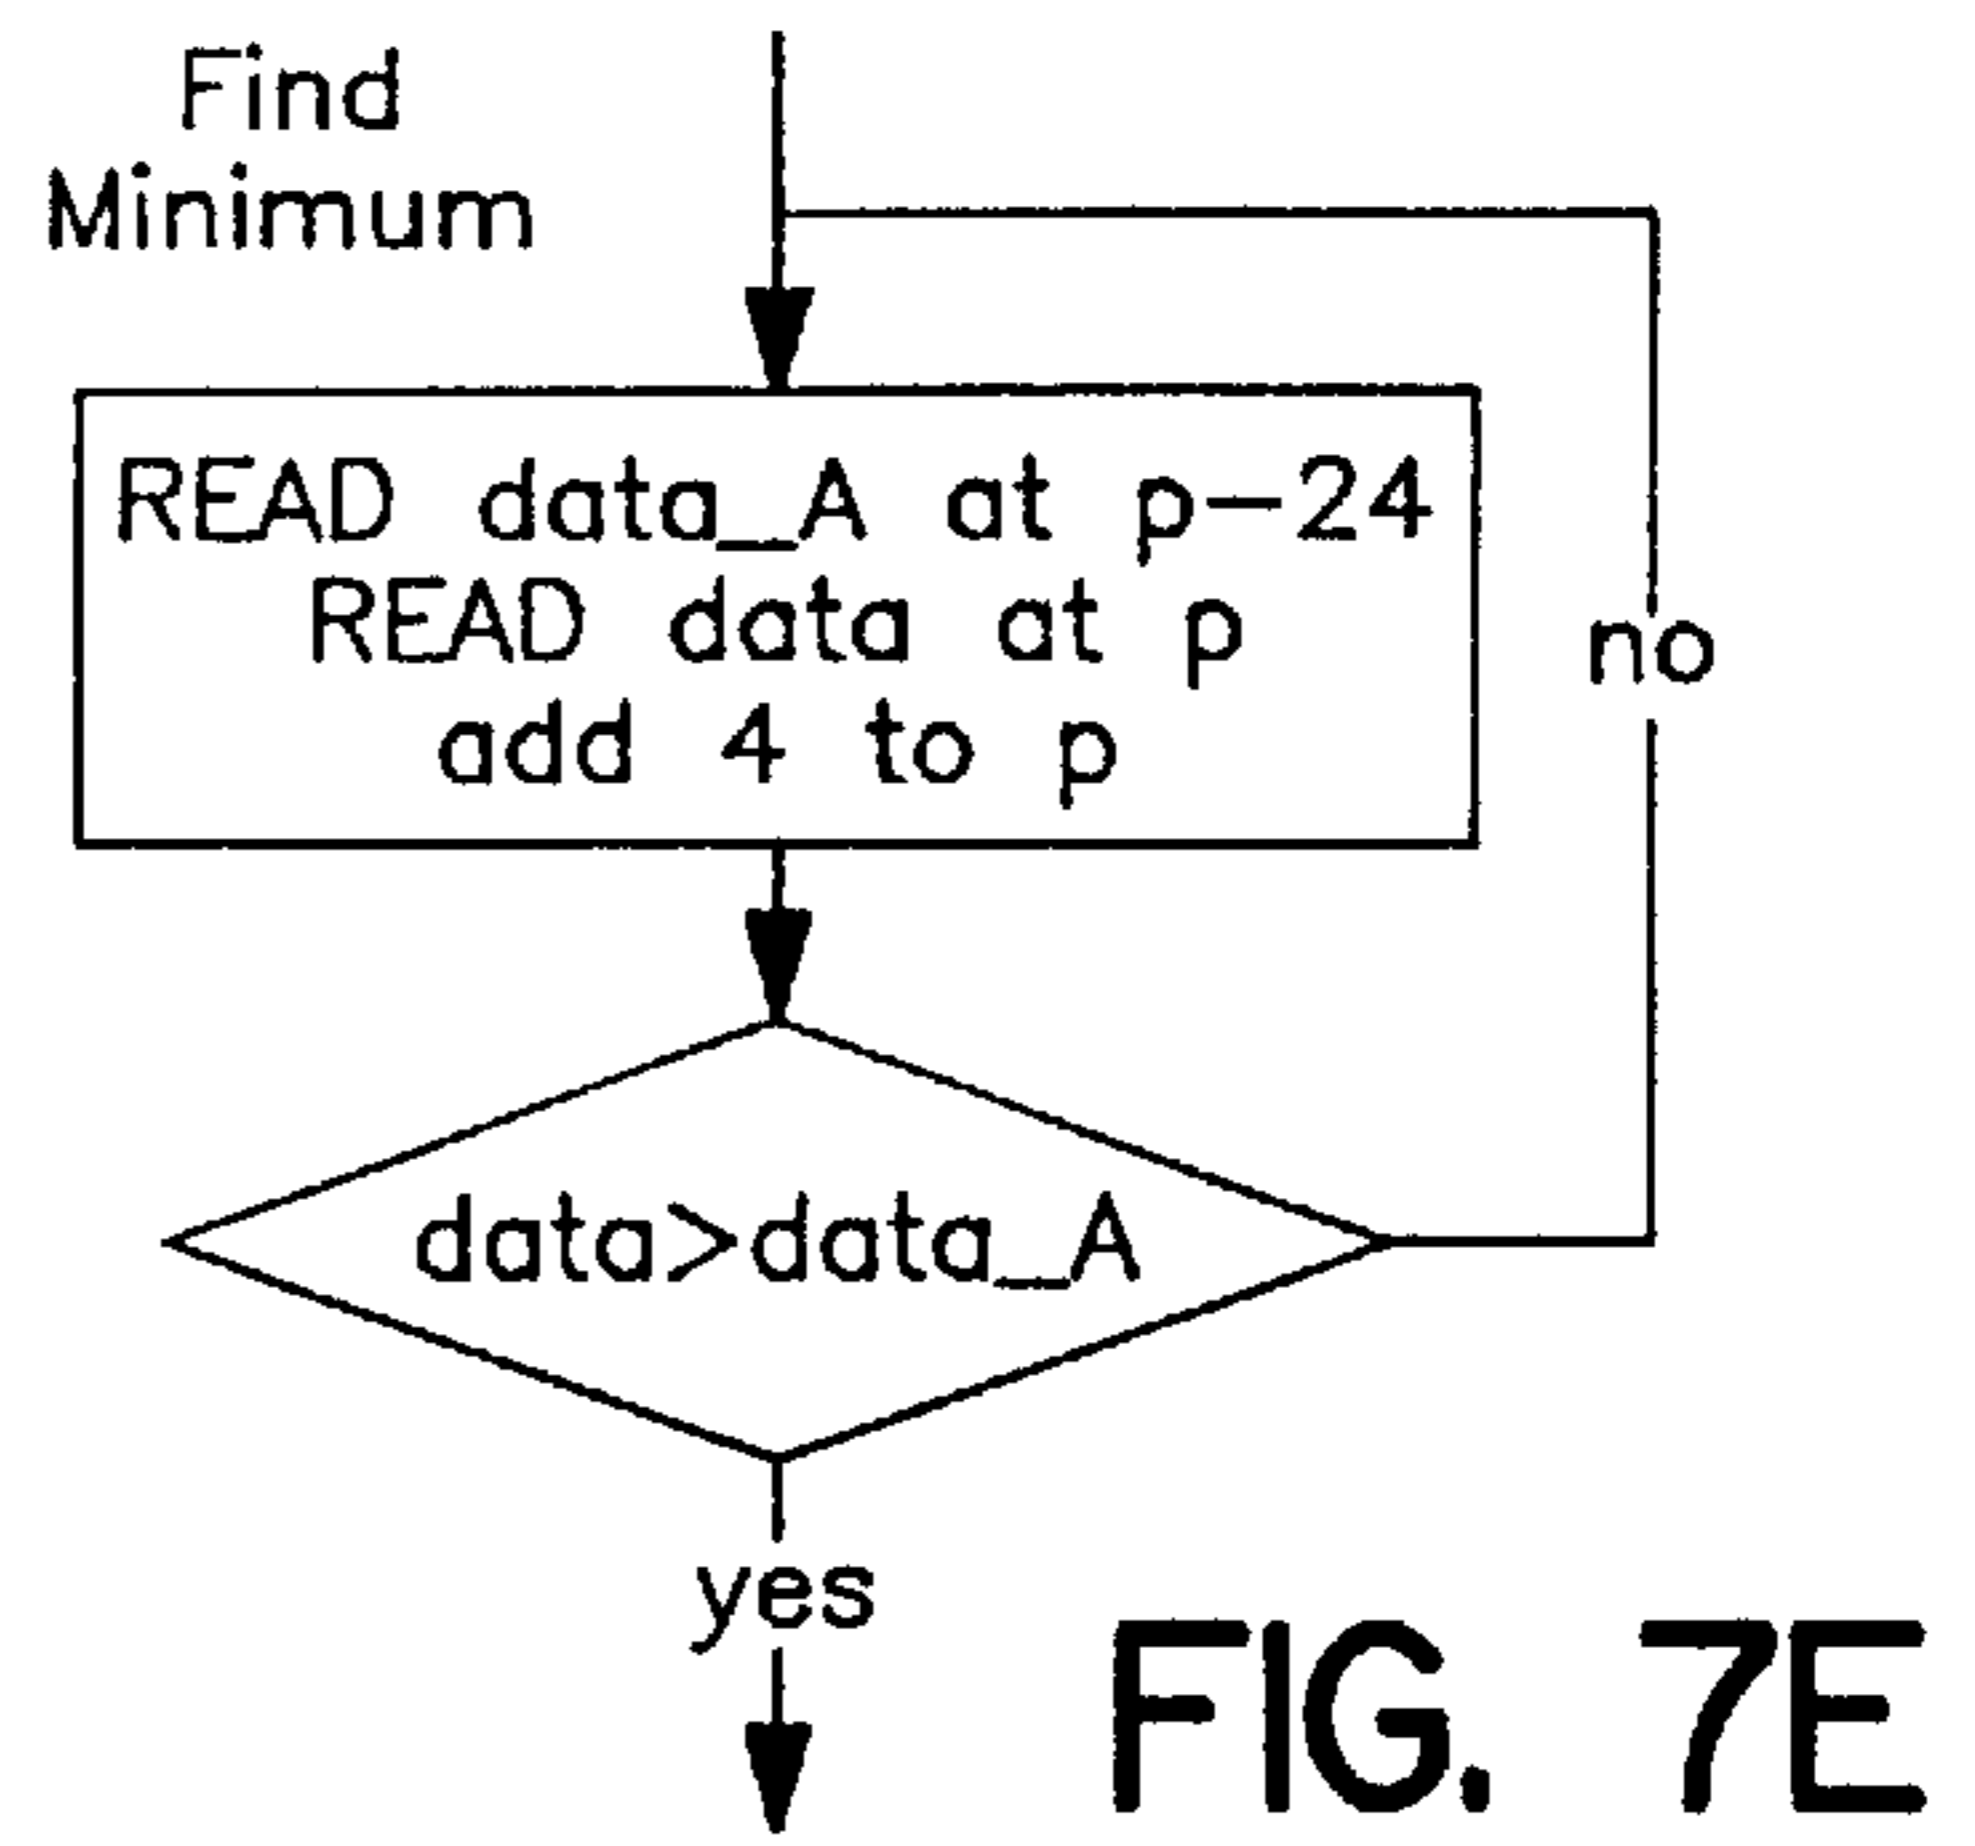 Find
Minimum
READ data_A at p-24
READ data at p
add 4 to p
no
data>data_A
yes
FIG. 7E